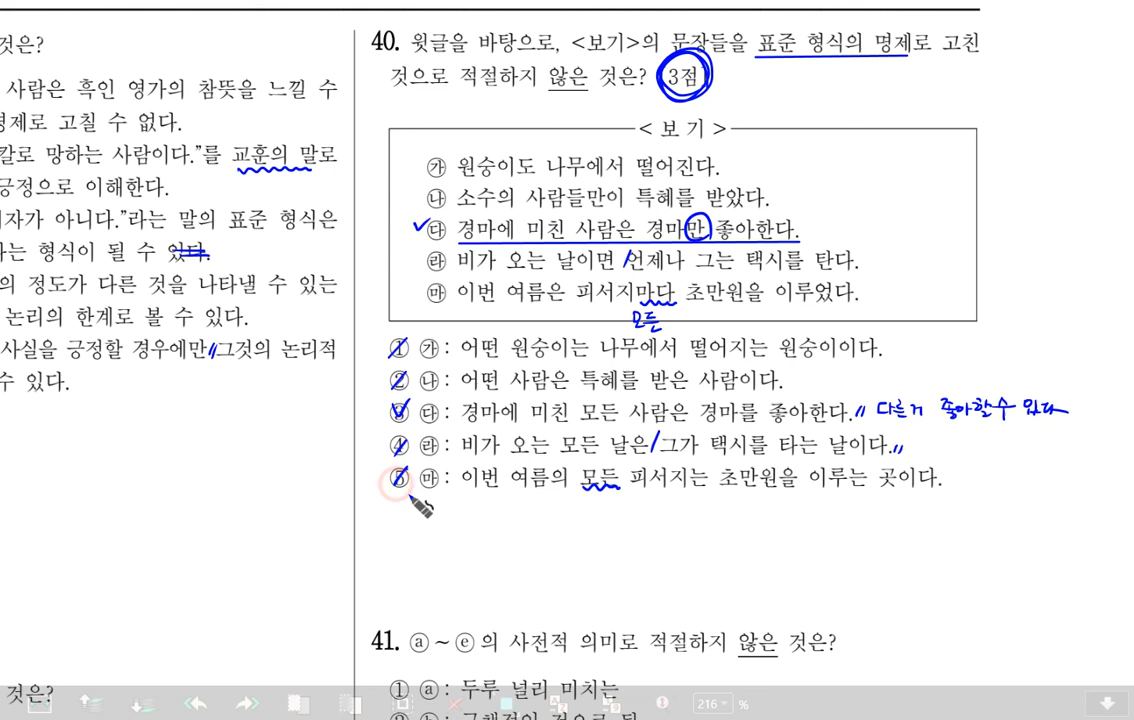 것은?
사람은 흑인 영가의 참뜻을 느낄 수
명제로 고칠 수 없다.
칼로 망하는 사람이다.”를 교훈의 말로
긍정으로 이해한다.
자가 아니다.”라는 말의 표준 형식은
라는 형식이 될 수 있다.
의 정도가 다른 것을 나타낼 수 있는
논리의 한계로 볼 수 있다.
사실을 긍정할 경우에만 그것의 논리적
수 있다.
것은?
40. 윗글을 바탕으로, <보기>의 문장들을 표준 형식의 명제로 고친
것으로 적절하지 않은 것은? 3점
<보 기>
㉮ 원숭이도 나무에서 떨어진다.
㉯ 소수의 사람들만이 특혜를 받았다.
㉰ 경마에 미친 사람은 경마만 좋아한다.
㉱ 비가 오는 날이면 언제나 그는 택시를 탄다.
㉲ 이번 여름은 피서지마다 초만원을 이루었다.
모든
① ㉮: 어떤 원숭이는 나무에서 떨어지는 원숭이이다.
② ㉯: 어떤 사람은 특혜를 받은 사람이다.
③ ㉰: 경마에 미친 모든 사람은 경마를 좋아한다. 다른거 좋아할 수 있다
④ ㉱: 비가 오는 모든 날은 그가 택시를 타는 날이다.
⑤ ㉲: 이번 여름의 모든 피서지는 초만원을 이루는 곳이다.
41. ⓐ~ⓔ의 사전적 의미로 적절하지 않은 것은?
① ⓐ: 두루 널리 미치는
216 %